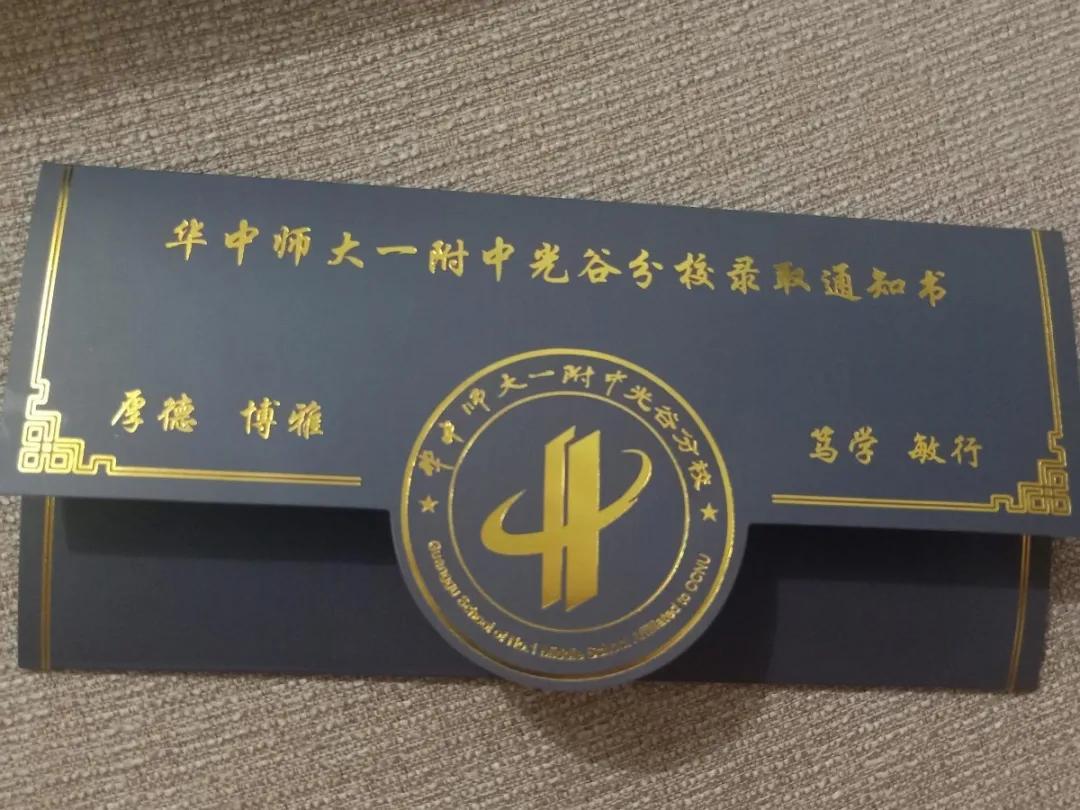 华中师大一附中光谷分校录取通知书
厚德 博雅
笃学 敏行
华中师大一附中光谷分校
Guanggu School of No.1 Middle School Affiliated to CCNU